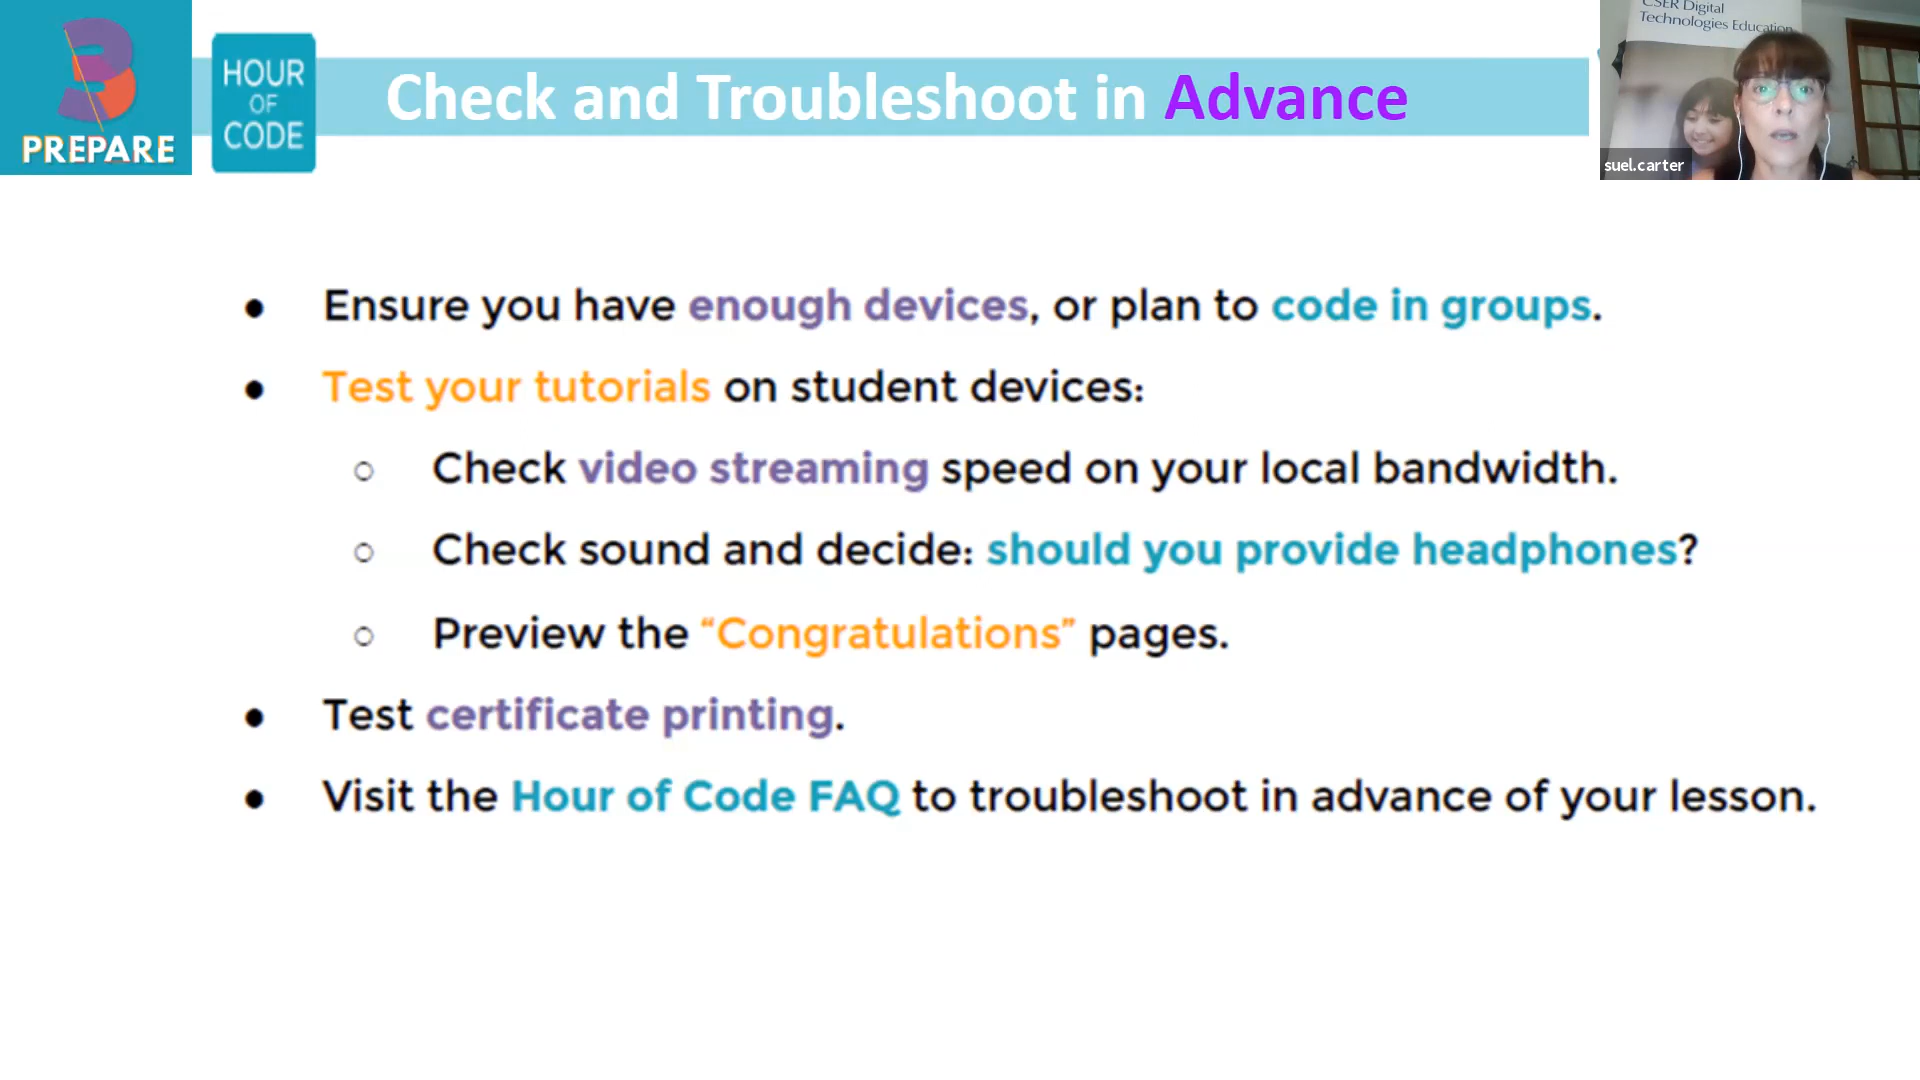 3
PREPARE
HOUR
OF
CODE
Check and Troubleshoot in Advance
CSER Digital
Technologies Education
suel.carter
● Ensure you have enough devices, or plan to code in groups.
● Test your tutorials on student devices:
○ Check video streaming speed on your local bandwidth.
○ Check sound and decide: should you provide headphones?
○ Preview the “Congratulations” pages.
● Test certificate printing.
● Visit the Hour of Code FAQ to troubleshoot in advance of your lesson.